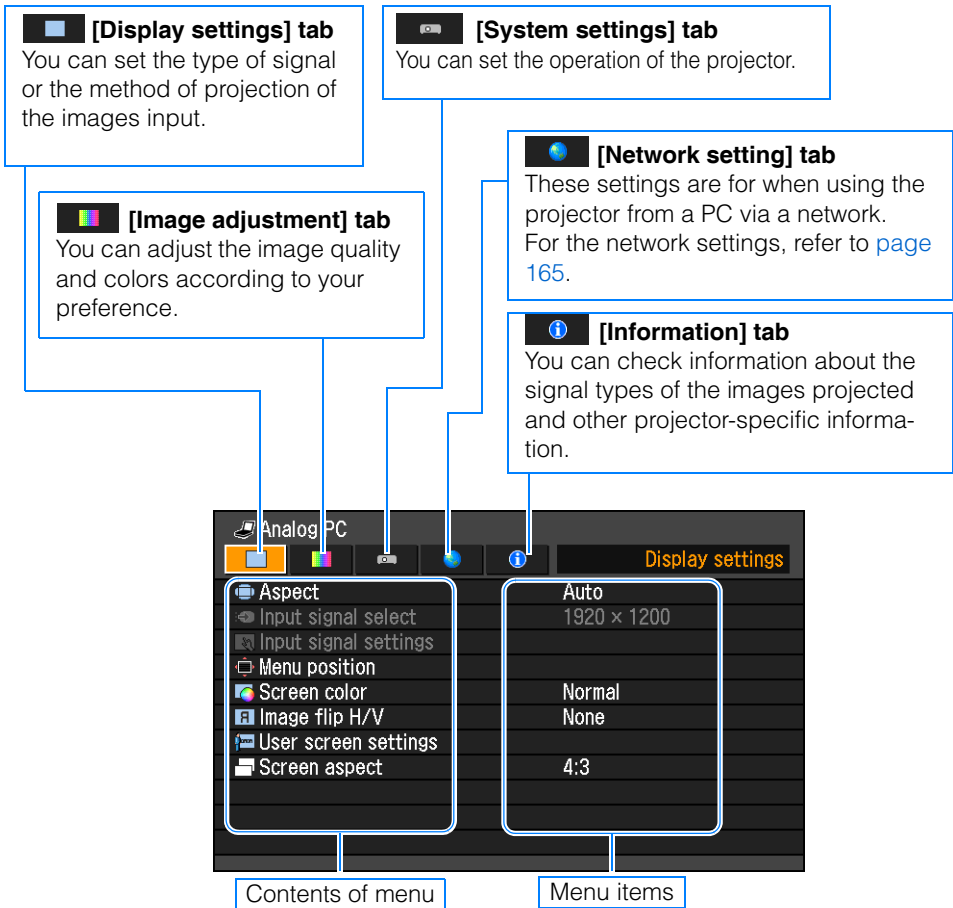 [Display settings] tab
You can set the type of signal
or the method of projection of
the images input.
[System settings] tab
You can set the operation of the projector.
[Network setting] tab
These settings are for when using the
projector from a PC via a network.
For the network settings, refer to page
165.
[Image adjustment] tab
You can adjust the image quality
and colors according to your
preference.
[Information] tab
You can check information about the
signal types of the images projected
and other projector-specific informa-
tion.
Analog PC
Display settings
Aspect Auto
Input signal select 1920 × 1200
Input signal settings
Menu position
Screen color Normal
Image flip H/V None
User screen settings
Screen aspect 4:3
Contents of menu
Menu items